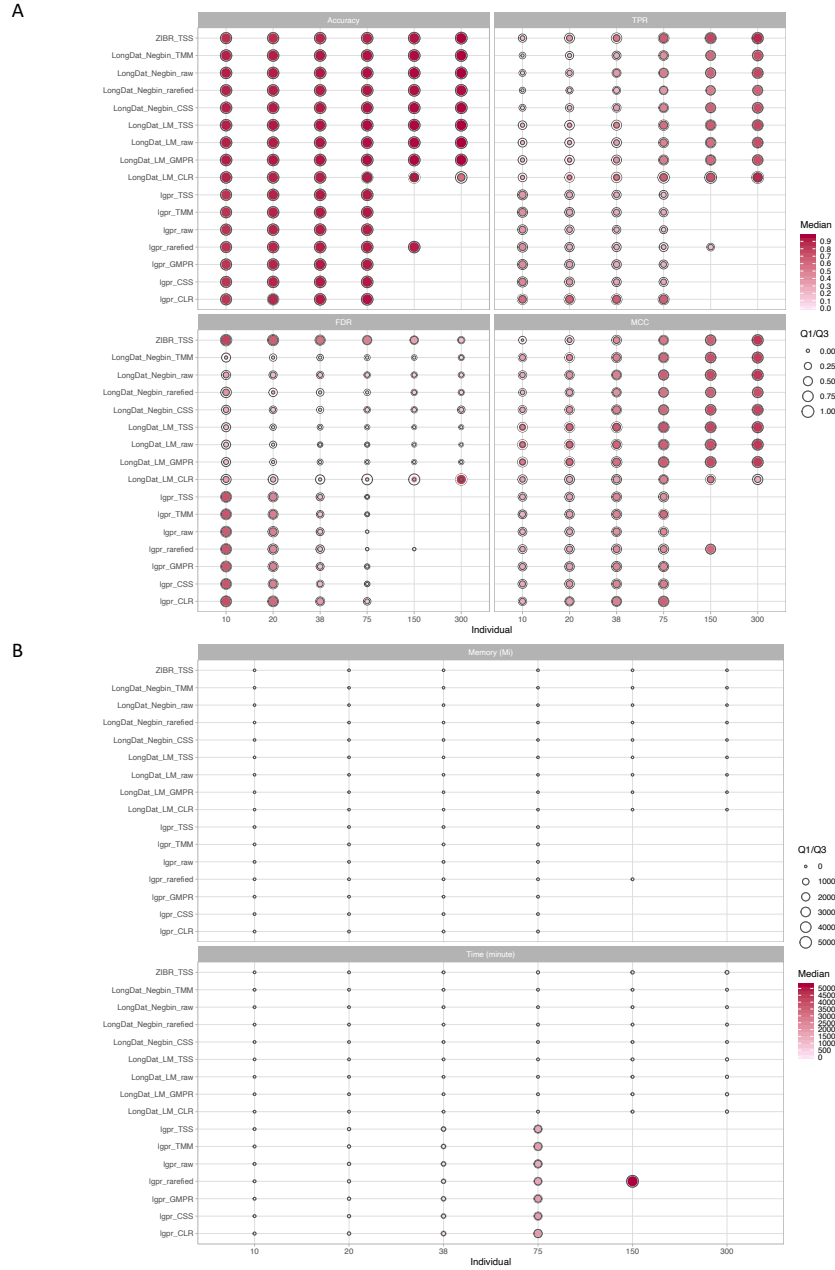 A
Accuracy
TPR
ZIBR_TSS
LongDat_Negbin_TMM
LongDat_Negbin_raw
LongDat_Negbin_rarefied
LongDat_Negbin_CSS
LongDat_LM_TSS
LongDat_LM_raw
LongDat_LM_GMPR
LongDat_LM_CLR
lgpr_TSS
lgpr_TMM
lgpr_raw
lgpr_rarefied
lgpr_GMPR
lgpr_CSS
lgpr_CLR
FDR
MCC
ZIBR_TSS
LongDat_Negbin_TMM
LongDat_Negbin_raw
LongDat_Negbin_rarefied
LongDat_Negbin_CSS
LongDat_LM_TSS
LongDat_LM_raw
LongDat_LM_GMPR
LongDat_LM_CLR
lgpr_TSS
lgpr_TMM
lgpr_raw
lgpr_rarefied
lgpr_GMPR
lgpr_CSS
lgpr_CLR
10 20 38 75 150 300 10 20 38 75 150 300
Individual
Median
0.9
0.8
0.7
0.6
0.5
0.4
0.3
0.2
0.1
0.0
Q1/Q3
0.00
0.25
0.50
0.75
1.00
B
Memory (Mi)
ZIBR_TSS
LongDat_Negbin_TMM
LongDat_Negbin_raw
LongDat_Negbin_rarefied
LongDat_Negbin_CSS
LongDat_LM_TSS
LongDat_LM_raw
LongDat_LM_GMPR
LongDat_LM_CLR
lgpr_TSS
lgpr_TMM
lgpr_raw
lgpr_rarefied
lgpr_GMPR
lgpr_CSS
lgpr_CLR
Time (minute)
ZIBR_TSS
LongDat_Negbin_TMM
LongDat_Negbin_raw
LongDat_Negbin_rarefied
LongDat_Negbin_CSS
LongDat_LM_TSS
LongDat_LM_raw
LongDat_LM_GMPR
LongDat_LM_CLR
lgpr_TSS
lgpr_TMM
lgpr_raw
lgpr_rarefied
lgpr_GMPR
lgpr_CSS
lgpr_CLR
10 20 38 75 150 300
Individual
Q1/Q3
0
1000
2000
3000
4000
5000
Median
5000
4500
4000
3500
3000
2500
2000
1500
1000
500
0